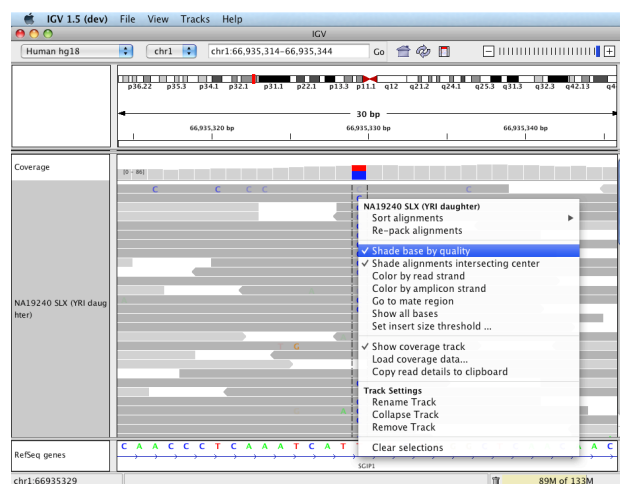 IGV 1.5 (dev) File View Tracks Help
IGV
Human hg18 chr1 chr1:66,935,314-66,935,344 Go
p36.22 p35.3 p34.1 p32.1 p31.1 p22.1 p13.3 p11.1 q12 q21.2 q24.1 q25.3 q31.3 q32.3 q42.13 q4
30 bp
66,935,320 bp 66,935,330 bp 66,935,340 bp
Coverage
[0 - 86]
C C C C C C
NA19240 SLX (YRI daughter)
Sort alignments
Re-pack alignments
✓ Shade base by quality
✓ Shade alignments intersecting center
Color by read strand
Color by amplicon strand
Go to mate region
Show all bases
Set insert size threshold ...
✓ Show coverage track
Load coverage data...
Copy read details to clipboard
Track Settings
Rename Track
Collapse Track
Remove Track
Clear selections
NA19240 SLX (YRI daug
hter)
G
C A
RefSeq genes
C A A C C C T C A A A T C A T A C
SGIP1
chr1:66935329 89M of 133M